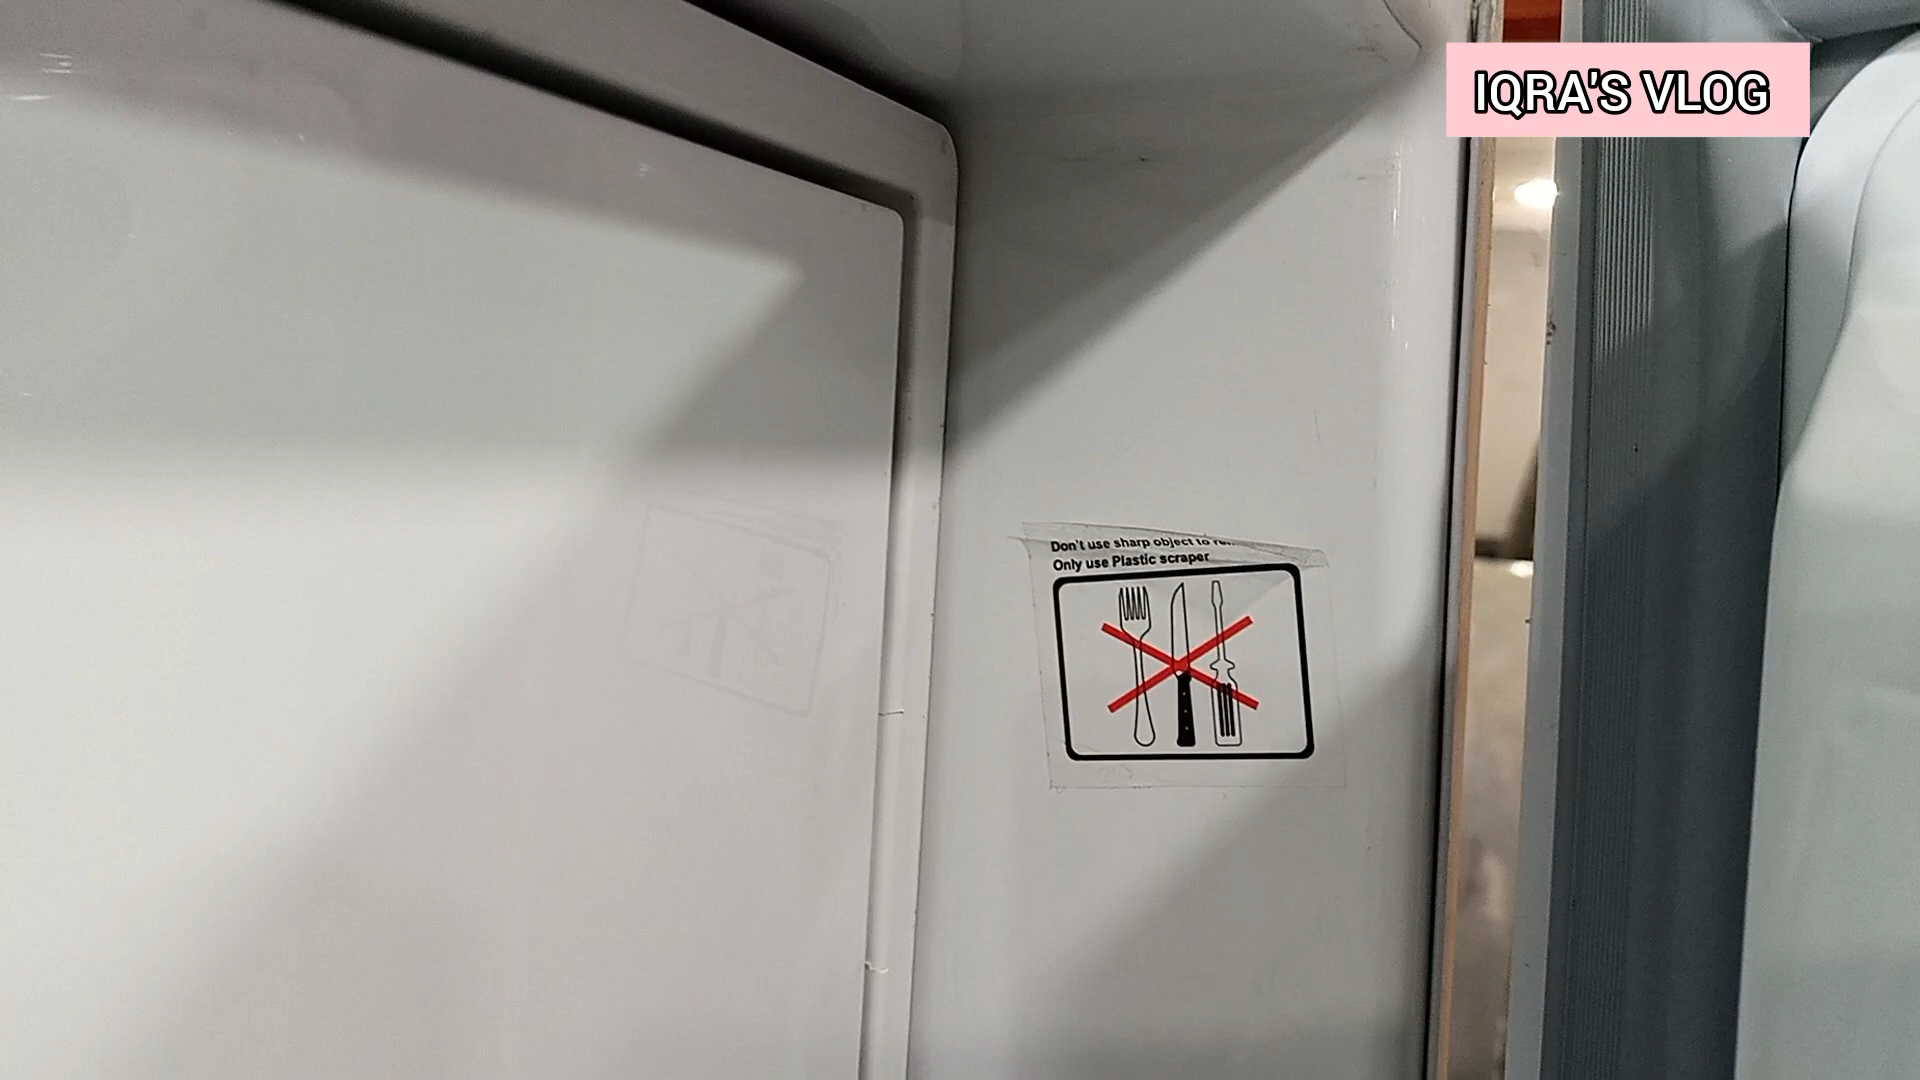 IQRA'S VLOG
Don't use sharp object to
Only use Plastic scraper